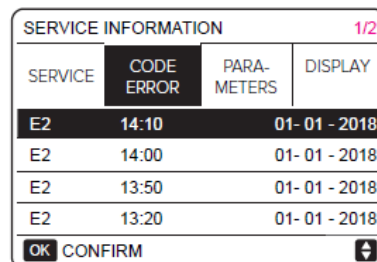 SERVICE INFORMATION 1/2
SERVICE CODE ERROR PARA-METERS DISPLAY
E2 14:10 01- 01 - 2018
E2 14:00 01- 01 - 2018
E2 13:50 01- 01 - 2018
E2 13:20 01- 01 - 2018
OK CONFIRM